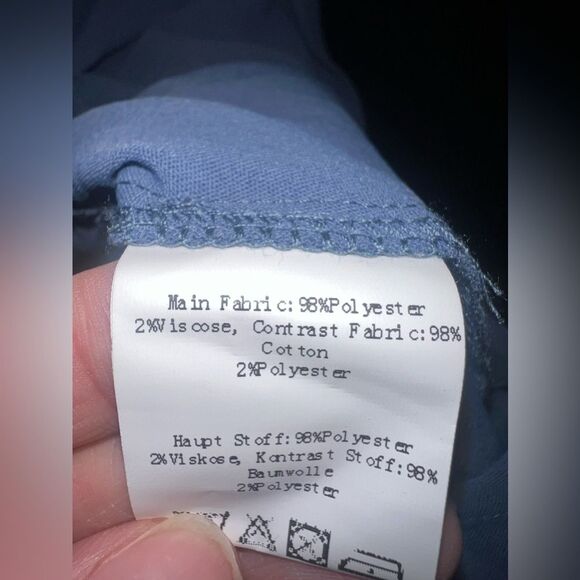 Main Fabric:98%Polyester
2%Viscose, Contrast Fabric:98%
Cotton
2%Polyester
Haupt Stoff:98%Polyester
2%Viskose, Kontrast Stoff:98%
Baumwolle
2%Polyester